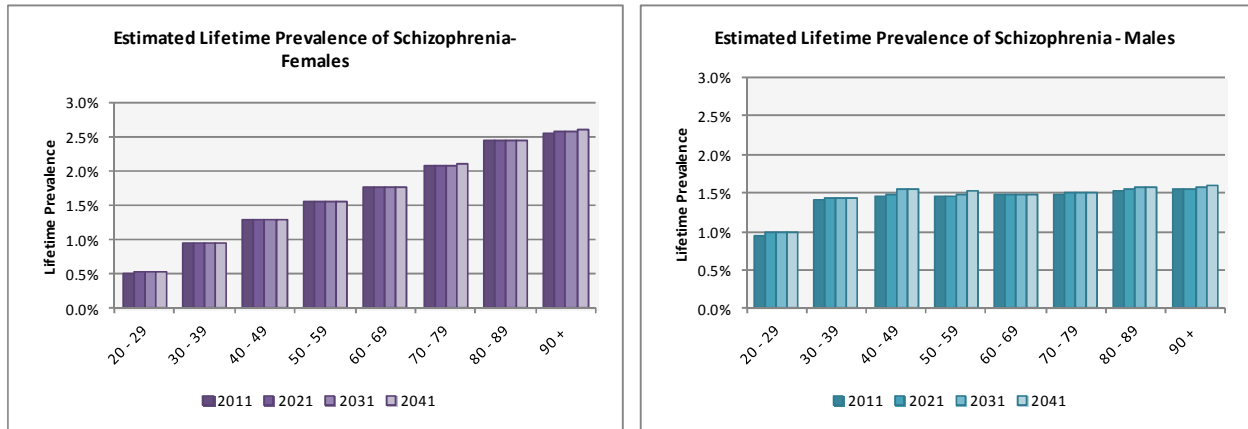 Estimated Lifetime Prevalence of Schizophrenia-
Females
Lifetime Prevalence
3.0%
2.5%
2.0%
1.5%
1.0%
0.5%
0.0%
20 - 29
30 - 39
40 - 49
50 - 59
60 - 69
70 - 79
80 - 89
90 +
2011 2021 2031 2041
Estimated Lifetime Prevalence of Schizophrenia - Males
Lifetime Prevalence
3.0%
2.5%
2.0%
1.5%
1.0%
0.5%
0.0%
20 - 29
30 - 39
40 - 49
50 - 59
60 - 69
70 - 79
80 - 89
90 +
2011 2021 2031 2041